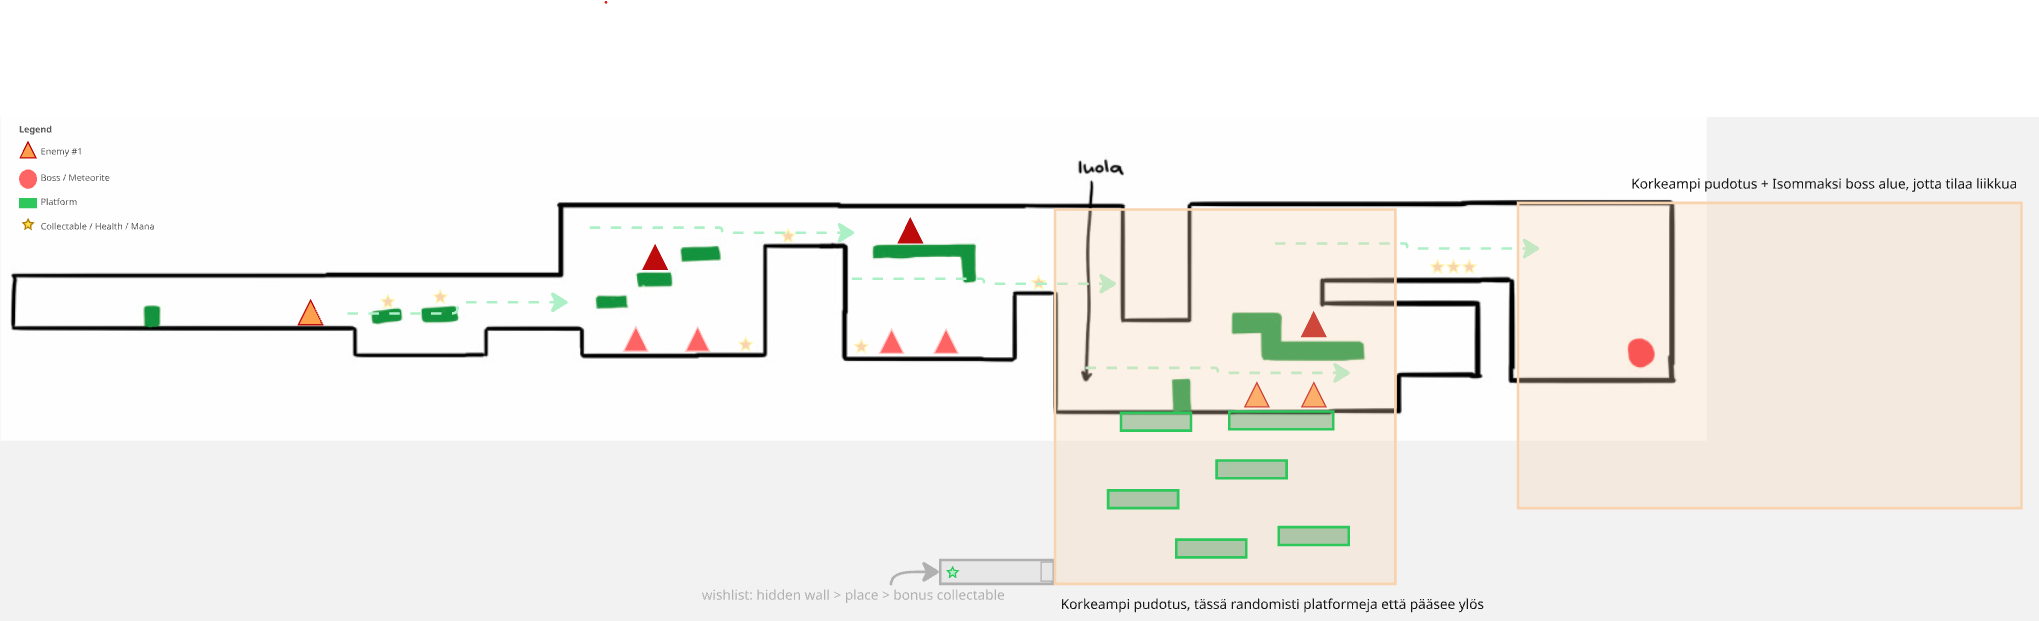 Legend
Enemy #1
Boss / Meteorite
Platform
Collectable / Health / Mana
luola
Korkeampi pudotus + Isommaksi boss alue, jotta tilaa liikkua
wishlist: hidden wall > place > bonus collectable
Korkeampi pudotus, tässä randomisti platformeja että pääsee ylös